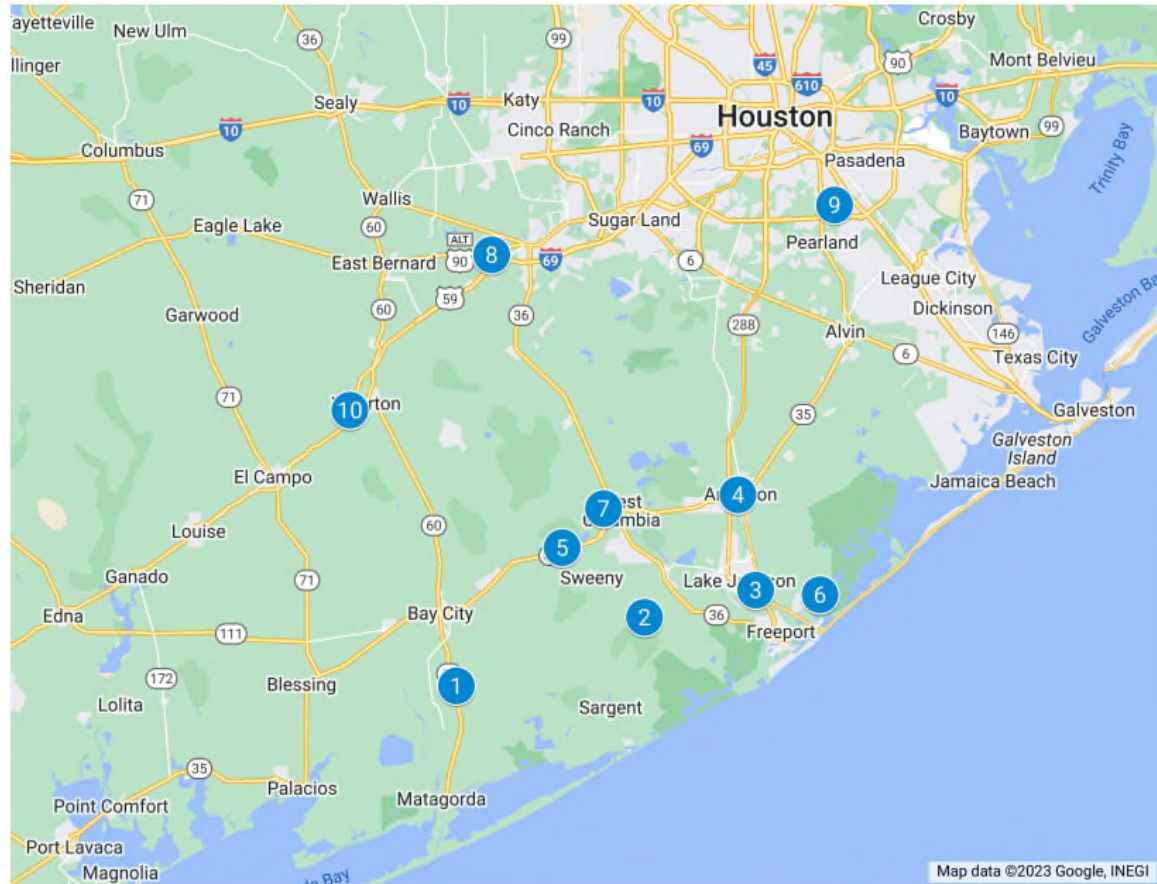 ayetteville
New Ulm
36
99
Crosby
90
Mont Belvieu
llinger
45
610
Sealy
10
Katy
10
Houston
10
Baytown
99
10
Cinco Ranch
69
Columbus
Pasadena
Trinity Bay
71
Wallis
60
Eagle Lake
Sugar Land
9
Pearland
ALT
90
8
69
6
East Bernard
League City
Sheridan
59
Dickinson
Galveston Ba
Garwood
60
36
288
Alvin
146
6
Texas City
71
10
rton
35
Galveston
Galveston
Island
El Campo
4
Jamaica Beach
7
est
Louise
60
5
Ganado
71
Sweeny
Lake J
on
3
6
Edna
Bay City
2
36
Freeport
111
1
172
Blessing
Lolita
Sargent
35
Palacios
Matagorda
Point Comfort
Port Lavaca
Magnolia
Bay
Map data ©2023 Google, INEGI